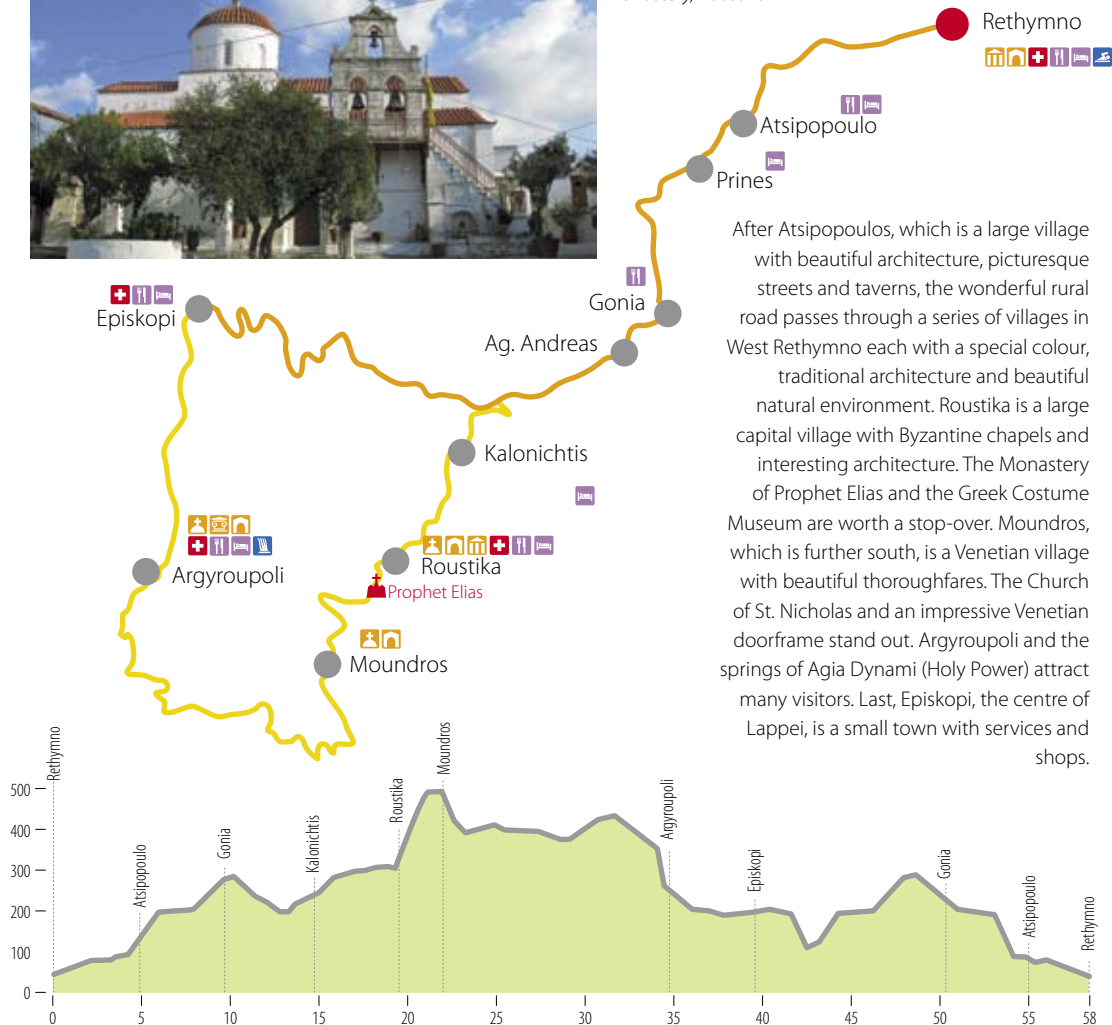 Rethymno
Atsipopoulo
Prines
Gonia
Ag. Andreas
Episkopi
Kalonichtis
Argyroupoli
Roustika
Prophet Elias
Moundros
After Atsipopoulos, which is a large village
with beautiful architecture, picturesque
streets and taverns, the wonderful rural
road passes through a series of villages in
West Rethymno each with a special colour,
traditional architecture and beautiful
natural environment. Roustika is a large
capital village with Byzantine chapels and
interesting architecture. The Monastery
of Prophet Elias and the Greek Costume
Museum are worth a stop-over. Moundros,
which is further south, is a Venetian village
with beautiful thoroughfares. The Church
of St. Nicholas and an impressive Venetian
doorframe stand out. Argyroupoli and the
springs of Agia Dynami (Holy Power) attract
many visitors. Last, Episkopi, the centre of
Lappei, is a small town with services and
shops.
Rethymno
Atsipopoulo
Gonia
Kalonichtis
Roustika
Moundros
Argyroupoli
Episkopi
Gonia
Atsipopoulo
Rethymno
500
400
300
200
100
0
0 5 10 15 20 25 30 35 40 45 50 55 58